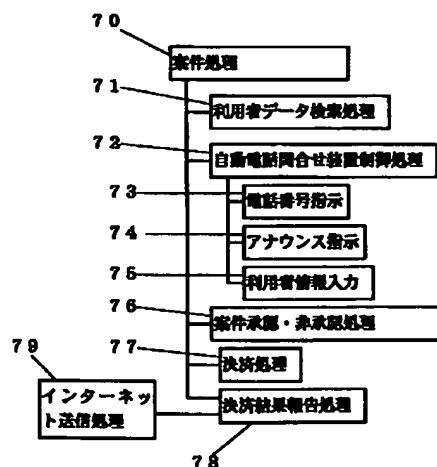 70
案件処理
71
利用者データ検索処理
72
自動電話問合せ装置制御処理
73
電話番号指示
74
アナウンス指示
75
利用者情報入力
76
案件承認・非承認処理
77
決済処理
79
インターネッ
ト送信処理
決済結果報告処理
78